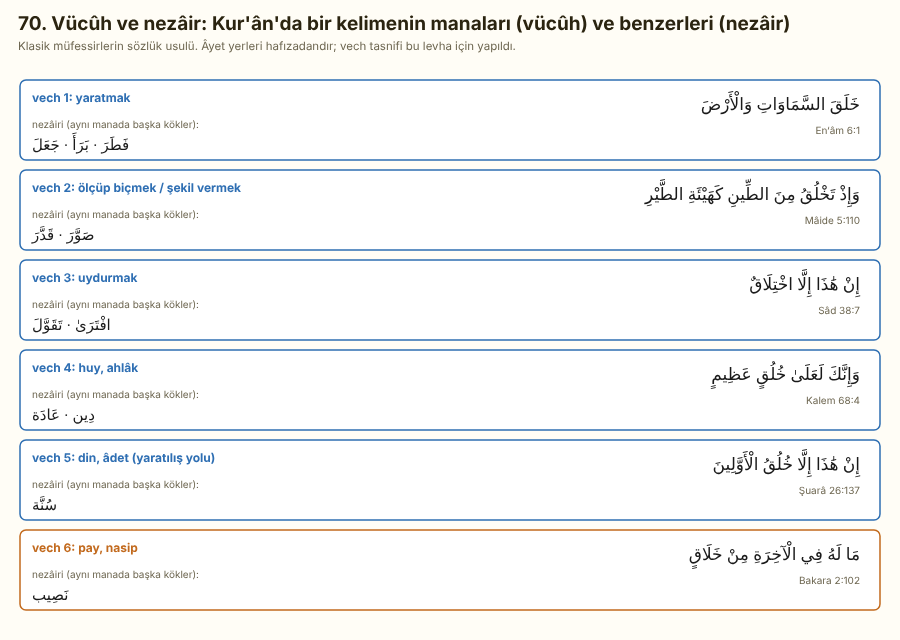 70. Vücûh ve nezâir: Kur'ân'da bir kelimenin manaları (vücûh) ve benzerleri (nezâir)
Klasik müfessirlerin sözlük usulü. Âyet yerleri hafızadandır; vech tasnifi bu levha için yapıldı.
vech 1: yaratmak
خَلَقَ السَّمَاوَاتِ وَالْأَرْضَ
nezâiri (aynı manada başka kökler):
En'âm 6:1
فَطَرَ · بَرَأَ · جَعَلَ
vech 2: ölçüp biçmek / şekil vermek
وَإِذْ تَخْلُقُ مِنَ الطِّينِ كَهَيْئَةِ الطَّيْرِ
nezâiri (aynı manada başka kökler):
Mâide 5:110
صَوَّرَ · قَدَّرَ
vech 3: uydurmak
إِنْ هَٰذَا إِلَّا اخْتِلَاقٌ
nezâiri (aynı manada başka kökler):
Sâd 38:7
افْتَرَىٰ · تَقَوَّلَ
vech 4: huy, ahlâk
وَإِنَّكَ لَعَلَىٰ خُلُقٍ عَظِيمٍ
nezâiri (aynı manada başka kökler):
Kalem 68:4
دِين · عَادَة
vech 5: din, âdet (yaratılış yolu)
إِنْ هَٰذَا إِلَّا خُلُقُ الْأَوَّلِينَ
nezâiri (aynı manada başka kökler):
Şuarâ 26:137
سُنَّة
vech 6: pay, nasip
مَا لَهُ فِي الْآخِرَةِ مِنْ خَلَاقٍ
nezâiri (aynı manada başka kökler):
Bakara 2:102
نَصِيب